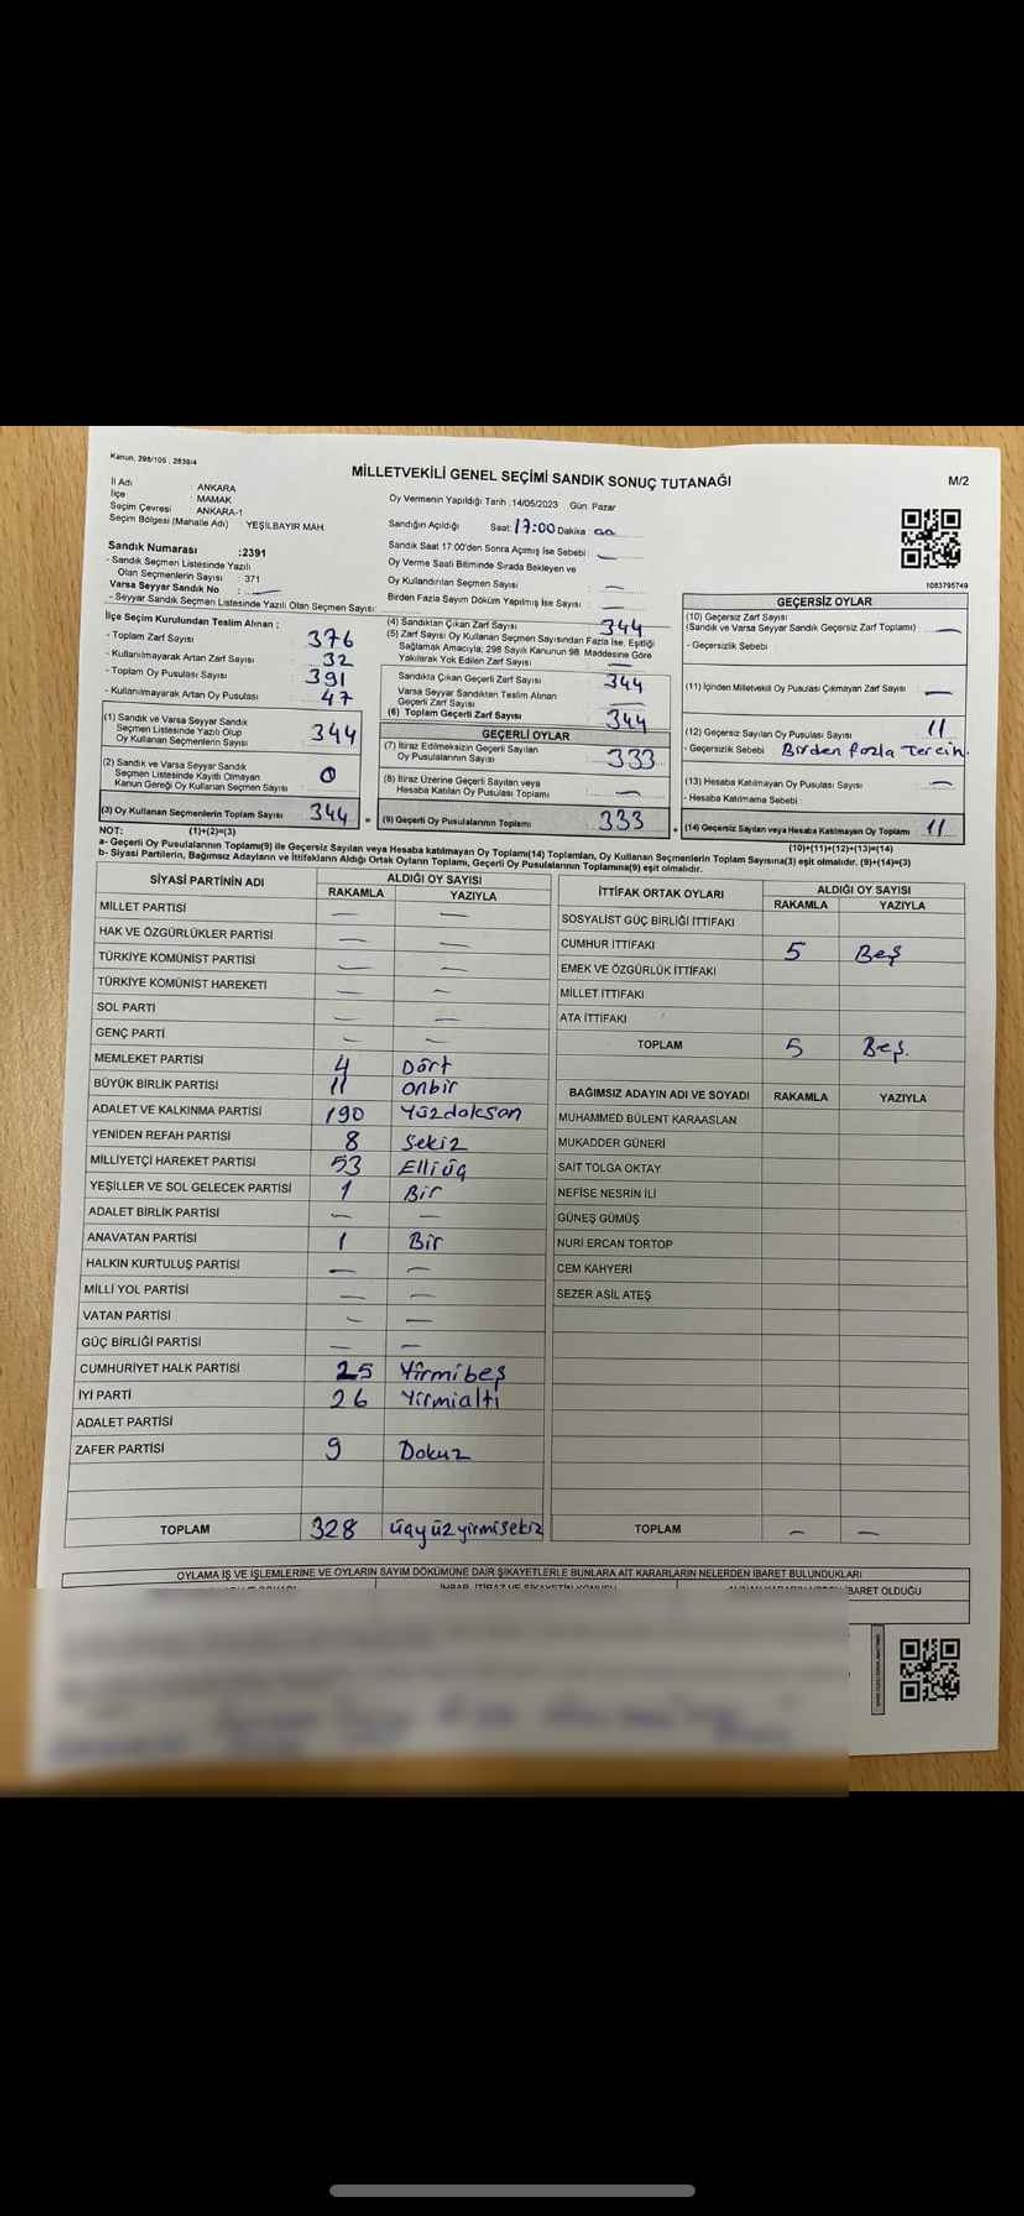 Kanun, 298/105, 2839/4
MİLLETVEKİLİ GENEL SEÇİMİ SANDIK SONUÇ TUTANAĞI
M/2
İl Adı : ANKARA
İlçe : MAMAK
Seçim Çevresi : ANKARA-1
Seçim Bölgesi (Mahalle Adı) YEŞİLBAYIR MAH.
Sandık Numarası :2391
- Sandık Seçmen Listesinde Yazılı
Olan Seçmenlerin Sayısı : 371
Varsa Seyyar Sandık No : —
- Seyyar Sandık Seçmen Listesinde Yazılı Olan Seçmen Sayısı:
Oy Vermenin Yapıldığı Tarih :14/05/2023 Gün Pazar
Sandığın Açıldığı Saat: 17:00 Dakika 00
Sandık Saat 17:00'den Sonra Açılmış İse Sebebi : —
Oy Verme Saati Bitiminde Sırada Bekleyen ve
Oy Kullandırılan Seçmen Sayısı : —
Birden Fazla Sayım Döküm Yapılmış İse Sayısı : —
1083795749
İlçe Seçim Kurulundan Teslim Alınan :
- Toplam Zarf Sayısı 376
- Kullanılmayarak Artan Zarf Sayısı 32
- Toplam Oy Pusulası Sayısı 391
- Kullanılmayarak Artan Oy Pusulası 47
(1) Sandık ve Varsa Seyyar Sandık
Seçmen Listesinde Yazılı Olup
Oy Kullanan Seçmenlerin Sayısı 344
(2) Sandık ve Varsa Seyyar Sandık
Seçmen Listesinde Kayıtlı Olmayan
Kanun Gereği Oy Kullanan Seçmen Sayısı 0
(3) Oy Kullanan Seçmenlerin Toplam Sayısı 344 =
(1)+(2)=(3)
(4) Sandıktan Çıkan Zarf Sayısı 344
(5) Zarf Sayısı Oy Kullanan Seçmen Sayısından Fazla İse, Eşitliği
Sağlamak Amacıyla; 298 Sayılı Kanunun 98. Maddesine Göre
Yakılarak Yok Edilen Zarf Sayısı —
Sandıkta Çıkan Geçerli Zarf Sayısı 344
Varsa Seyyar Sandıkten Teslim Alınan
Geçerli Zarf Sayısı —
(6) Toplam Geçerli Zarf Sayısı 344
GEÇERLİ OYLAR
(7) İtiraz Edilmeksizin Geçerli Sayılan
Oy Pusulalarının Sayısı 333
(8) İtiraz Üzerine Geçerli Sayılan veya
Hesaba Katılan Oy Pusulası Toplamı —
(9) Geçerli Oy Pusulalarının Toplamı 333 +
GEÇERSİZ OYLAR
(10) Geçersiz Zarf Sayısı
(Sandık ve Varsa Seyyar Sandık Geçersiz Zarf Toplamı) —
- Geçersizlik Sebebi
(11) İçinden Milletvekili Oy Pusulası Çıkmayan Zarf Sayısı —
(12) Geçersiz Sayılan Oy Pusulası Sayısı 11
- Geçersizlik Sebebi Birden fazla Tercih.
(13) Hesaba Katılmayan Oy Pusulası Sayısı —
- Hesaba Katılmama Sebebi :
(14) Geçersiz Sayılan veya Hesaba Katılmayan Oy Toplamı 11
(10)+(11)+(12)+(13)=(14)
NOT:
a- Geçerli Oy Pusulalarının Toplamı(9) ile Geçersiz Sayılan veya Hesaba katılmayan Oy Toplamı(14) Toplamları, Oy Kullanan Seçmenlerin Toplam Sayısına(3) eşit olmalıdır. (9)+(14)=(3)
b- Siyasi Partilerin, Bağımsız Adayların ve İttifakların Aldığı Ortak Oyların Toplamı, Geçerli Oy Pusulalarının Toplamına(9) eşit olmalıdır.
SİYASİ PARTİNİN ADI ALDIĞI OY SAYISI
RAKAMLA YAZIYLA
MİLLET PARTİSİ — —
HAK VE ÖZGÜRLÜKLER PARTİSİ — —
TÜRKİYE KOMÜNİST PARTİSİ — —
TÜRKİYE KOMÜNİST HAREKETİ — —
SOL PARTİ — —
GENÇ PARTİ — —
MEMLEKET PARTİSİ 4 Dört
BÜYÜK BİRLİK PARTİSİ 11 onbir
ADALET VE KALKINMA PARTİSİ 190 Yüzdoksan
YENİDEN REFAH PARTİSİ 8 Sekiz
MİLLİYETÇİ HAREKET PARTİSİ 53 Elliüç
YEŞİLLER VE SOL GELECEK PARTİSİ 1 Bir
ADALET BİRLİK PARTİSİ — —
ANAVATAN PARTİSİ 1 Bir
HALKIN KURTULUŞ PARTİSİ — —
MİLLİ YOL PARTİSİ — —
VATAN PARTİSİ — —
GÜÇ BİRLİĞİ PARTİSİ — —
CUMHURİYET HALK PARTİSİ 25 Yirmibeş
İYİ PARTİ 26 Yirmialtı
ADALET PARTİSİ
ZAFER PARTİSİ 9 Dokuz
TOPLAM 328 üçyüzyirmisekiz
İTTİFAK ORTAK OYLARI ALDIĞI OY SAYISI
RAKAMLA YAZIYLA
SOSYALİST GÜÇ BİRLİĞİ İTTİFAKI
CUMHUR İTTİFAKI 5 Beş
EMEK VE ÖZGÜRLÜK İTTİFAKI
MİLLET İTTİFAKI
ATA İTTİFAKI
TOPLAM 5 Beş.
BAĞIMSIZ ADAYIN ADI VE SOYADI RAKAMLA YAZIYLA
MUHAMMED BÜLENT KARAASLAN
MUKADDER GÜNERİ
SAİT TOLGA OKTAY
NEFİSE NESRİN İLİ
GÜNEŞ GÜMÜŞ
NURİ ERCAN TORTOP
CEM KAHYERİ
SEZER ASİL ATEŞ
TOPLAM — —
OYLAMA İŞ VE İŞLEMLERİNE VE OYLARIN SAYIM DÖKÜMÜNE DAİR ŞİKAYETLERLE BUNLARA AİT KARARLARIN NELERDEN İBARET BULUNDUKLARI
İHBAR, İTİRAZ VE ŞİKAYETİN KONUSU
İBARET OLDUĞU